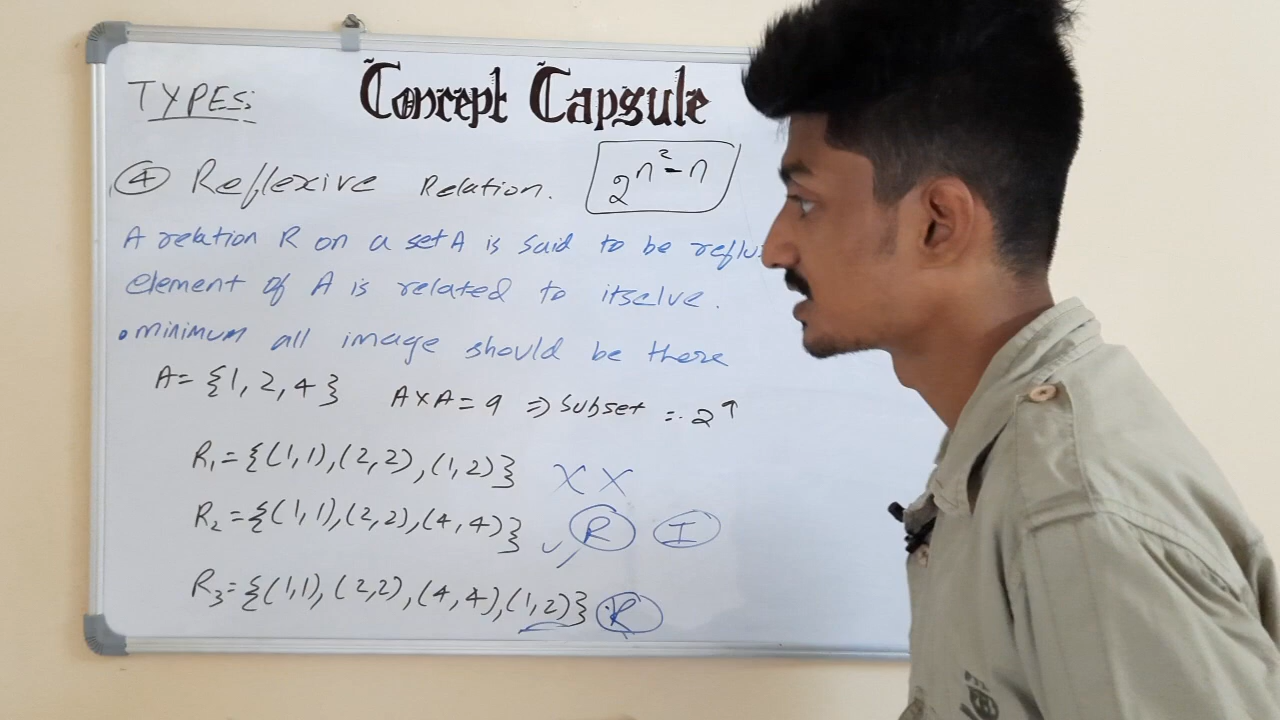 Concept Capsule
TYPES:
④ Reflexive Relation. 2^n²-n
A relation R on a set A is said to be reflx
element of A is related to itselve.
• minimum all image should be there
A= {1, 2, 4} A×A = 9 ⇒ Subset = 2⁹
R₁ = {(1,1), (2,2), (1,2)} X X
R₂ = {(1,1), (2,2), (4,4)} ✓ R I
R₃ = {(1,1), (2,2), (4,4), (1,2)} R